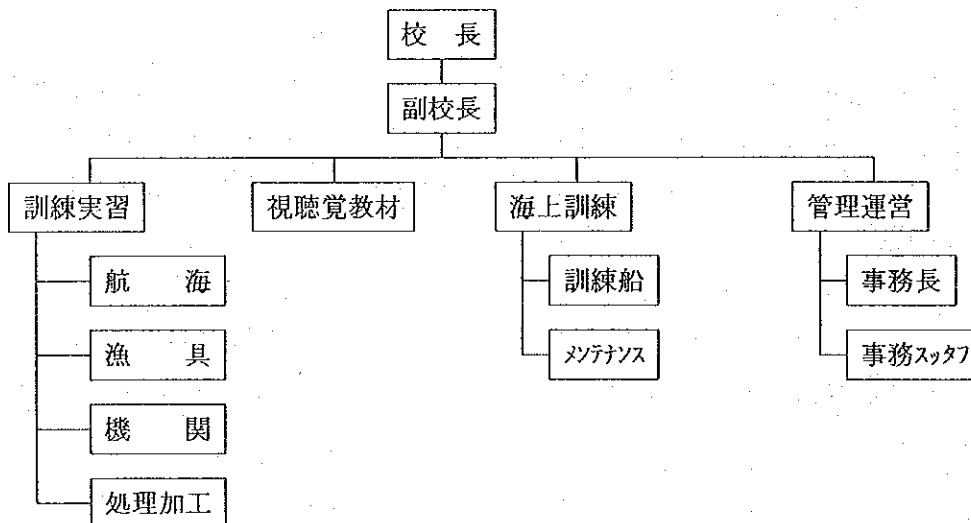 校 長
副校長
訓練実習 視聴覚教材 海上訓練 管理運営
航 海 訓練船 事務長
漁 具 メンテナンス 事務スッタフ
機 関
処理加工